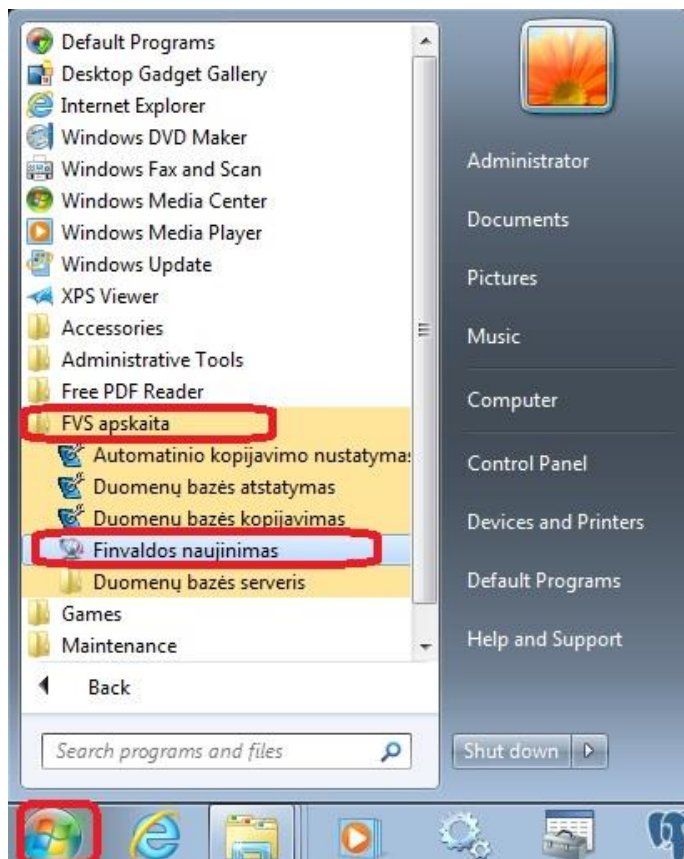 Default Programs
Desktop Gadget Gallery
Internet Explorer
Windows DVD Maker
Windows Fax and Scan
Windows Media Center
Windows Media Player
Windows Update
XPS Viewer
Accessories
Administrative Tools
Free PDF Reader
FVS apskaita
Automatinio kopijavimo nustatymas
Duomenų bazės atstatymas
Duomenų bazės kopijavimas
Finvaldos naujinimas
Duomenų bazės serveris
Games
Maintenance
Back
Search programs and files
Administrator
Documents
Pictures
Music
Computer
Control Panel
Devices and Printers
Default Programs
Help and Support
Shut down